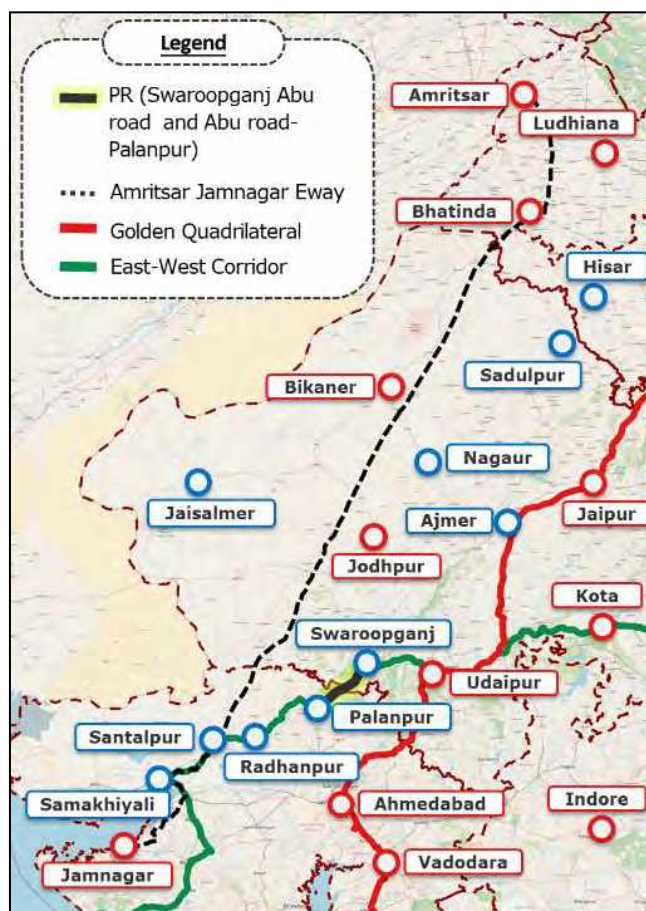 Legend
PR (Swaroopganj Abu
road and Abu road-
Palanpur)
Amritsar Jamnagar Eway
Golden Quadrilateral
East-West Corridor
Amritsar
Ludhiana
Bhatinda
Hisar
Sadulpur
Bikaner
Nagaur
Jaisalmer
Ajmer
Jaipur
Jodhpur
Kota
Swaroopganj
Udaipur
Palanpur
Santalpur
Radhanpur
Samakhiyali
Ahmedabad
Indore
Jamnagar
Vadodara